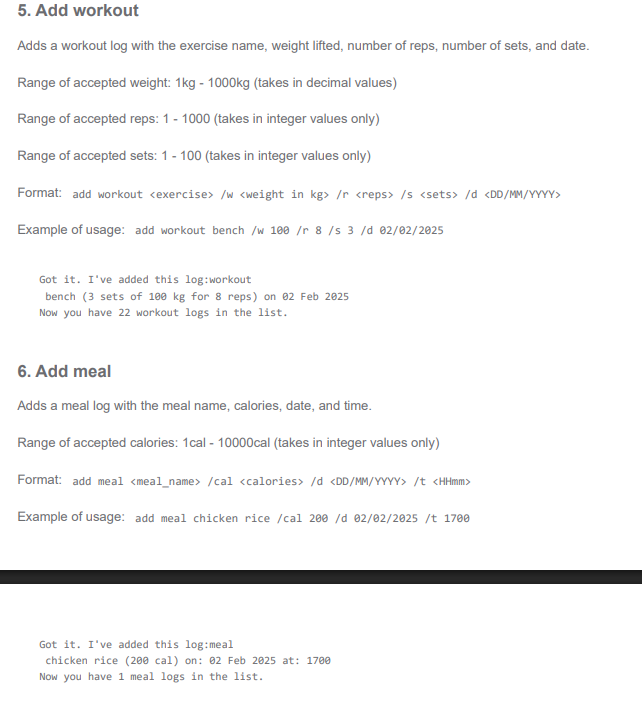 5. Add workout
Adds a workout log with the exercise name, weight lifted, number of reps, number of sets, and date.
Range of accepted weight: 1kg - 1000kg (takes in decimal values)
Range of accepted reps: 1 - 1000 (takes in integer values only)
Range of accepted sets: 1 - 100 (takes in integer values only)
Format: add workout <exercise> /w <weight in kg> /r <reps> /s <sets> /d <DD/MM/YYYY>
Example of usage: add workout bench /w 100 /r 8 /s 3 /d 02/02/2025
Got it. I've added this log:workout
bench (3 sets of 100 kg for 8 reps) on 02 Feb 2025
Now you have 22 workout logs in the list.
6. Add meal
Adds a meal log with the meal name, calories, date, and time.
Range of accepted calories: 1cal - 10000cal (takes in integer values only)
Format: add meal <meal_name> /cal <calories> /d <DD/MM/YYYY> /t <HHmm>
Example of usage: add meal chicken rice /cal 200 /d 02/02/2025 /t 1700
Got it. I've added this log:meal
chicken rice (200 cal) on: 02 Feb 2025 at: 1700
Now you have 1 meal logs in the list.